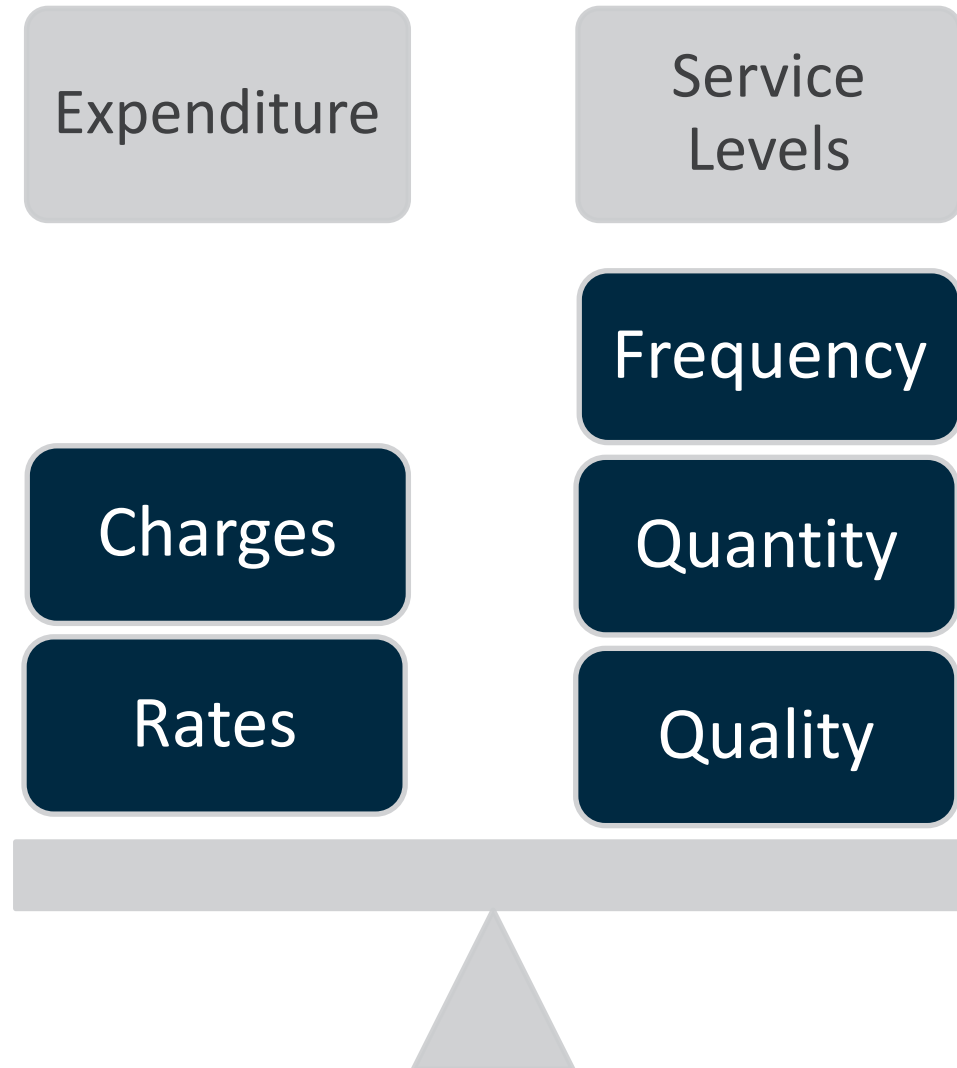 Expenditure
Service
Levels
Frequency
Charges
Quantity
Rates
Quality